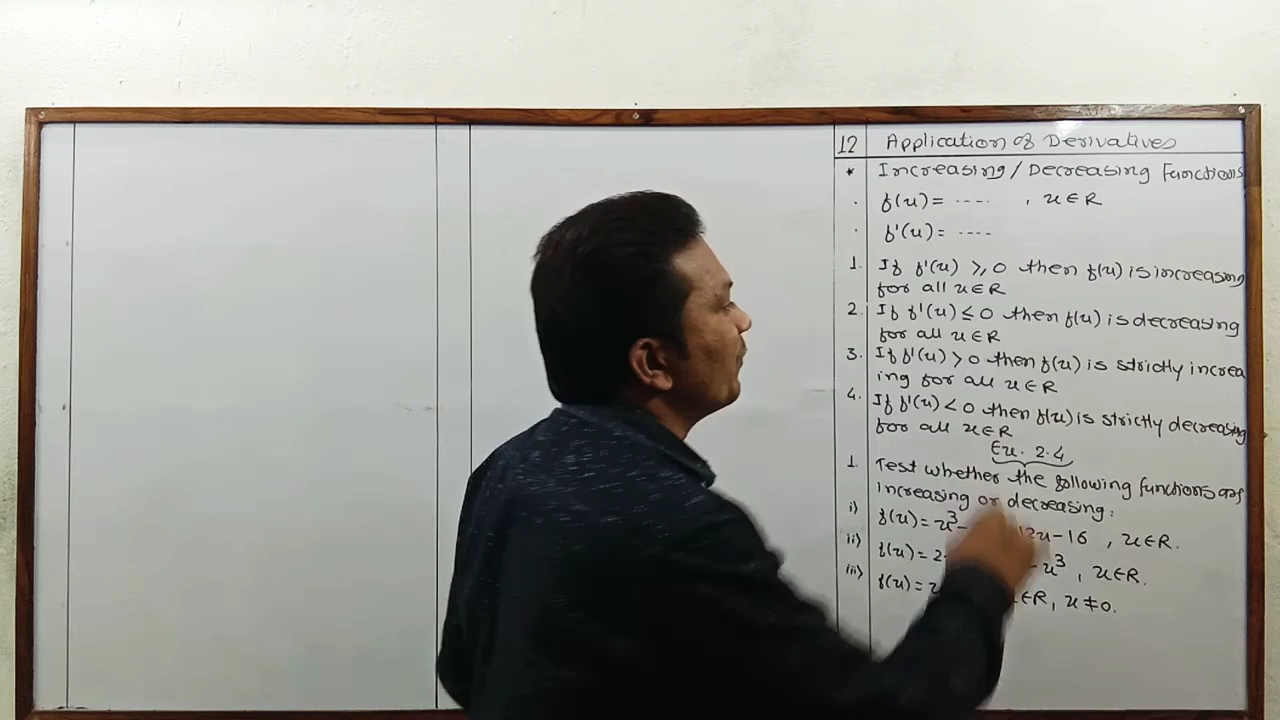 12 Application of Derivatives
* Increasing/Decreasing Functions
. f(x) = ---- , x ∈ R
. f'(x) = ----
1. If f'(x) ≥ 0 then f(x) is increasing
for all x ∈ R
2. If f'(x) ≤ 0 then f(x) is decreasing
for all x ∈ R
3. If f'(x) > 0 then f(x) is strictly increa
ing for all x ∈ R
4. If f'(x) < 0 then f(x) is strictly decreasing
for all x ∈ R
Ex. 2.4
1. Test whether the following functions are
increasing or decreasing:
i) f(x) = x³ - 12x - 16 , x ∈ R.
ii) f(x) = 2 - x³ , x ∈ R.
iii) f(x) = x ∈ R, x ≠ 0.